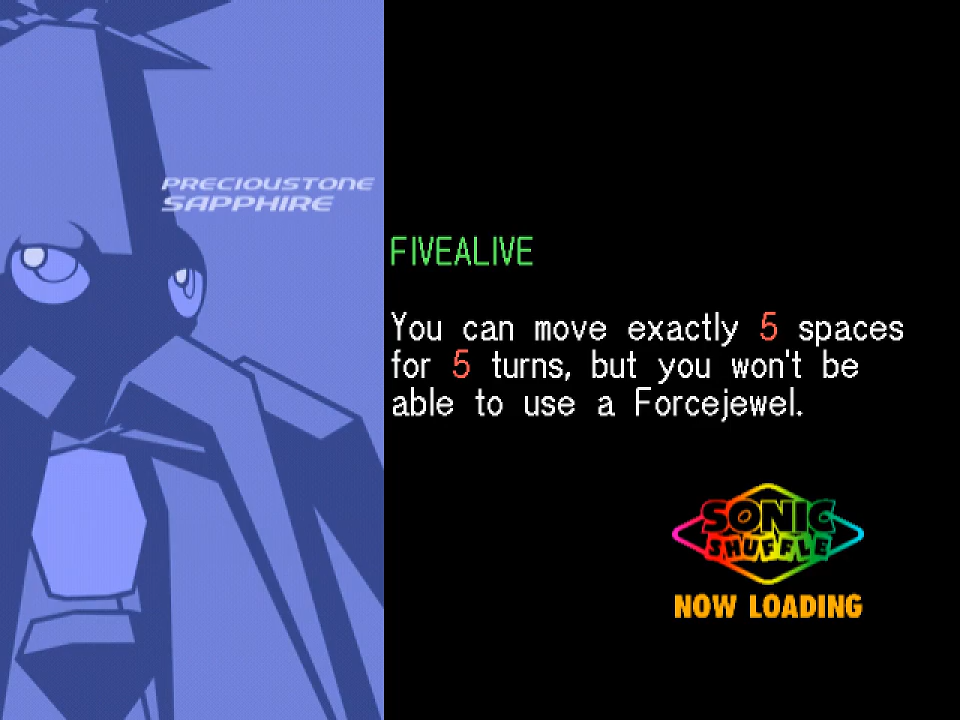 PRECIOUSTONE
SAPPHIRE
FIVEALIVE
You can move exactly 5 spaces
for 5 turns, but you won't be
able to use a Forcejewel.
SONIC
SHUFFLE
NOW LOADING